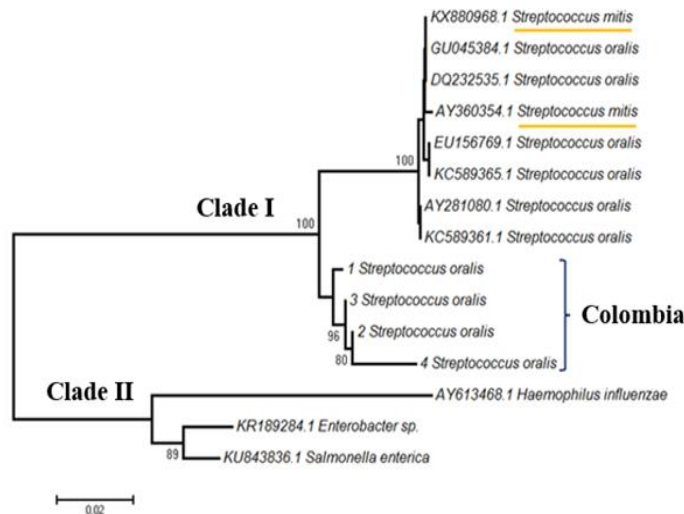 KX880968.1 Streptococcus mitis
GU045384.1 Streptococcus oralis
DQ232535.1 Streptococcus oralis
AY360354.1 Streptococcus mitis
EU156769.1 Streptococcus oralis
100
KC589365.1 Streptococcus oralis
Clade I
AY281080.1 Streptococcus oralis
100
KC589361.1 Streptococcus oralis
1 Streptococcus oralis
3 Streptococcus oralis
Colombia
96
2 Streptococcus oralis
80
4 Streptococcus oralis
Clade II
AY613468.1 Haemophilus influenzae
KR189284.1 Enterobacter sp.
89
KU843836.1 Salmonella enterica
0.02